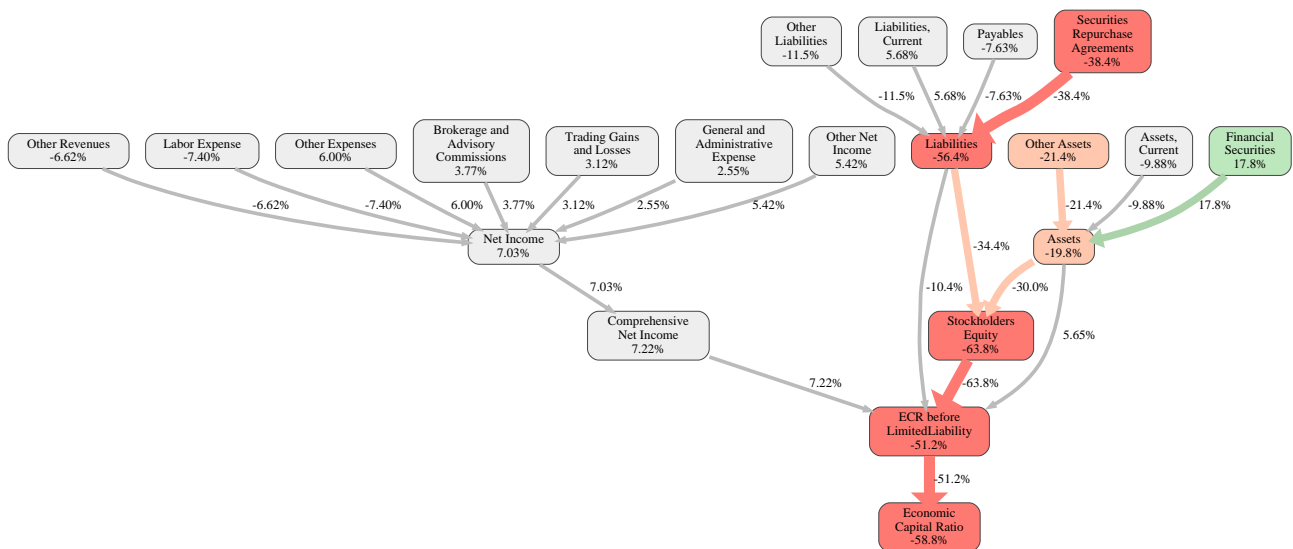 Other
Liabilities
-11.5%
Liabilities,
Current
5.68%
Payables
-7.63%
Securities
Repurchase
Agreements
-38.4%
-11.5%
5.68%
-7.63%
-38.4%
Other Revenues
-6.62%
Labor Expense
-7.40%
Other Expenses
6.00%
Brokerage and
Advisory
Commissions
3.77%
Trading Gains
and Losses
3.12%
General and
Administrative
Expense
2.55%
Other Net
Income
5.42%
Liabilities
-56.4%
Other Assets
-21.4%
Assets,
Current
-9.88%
Financial
Securities
17.8%
-6.62%
-7.40%
6.00%
3.77%
3.12%
2.55%
5.42%
-21.4%
-9.88%
17.8%
Net Income
7.03%
-34.4%
Assets
-19.8%
7.03%
-10.4%
-30.0%
Comprehensive
Net Income
7.22%
Stockholders
Equity
-63.8%
5.65%
7.22%
-63.8%
ECR before
LimitedLiability
-51.2%
-51.2%
Economic
Capital Ratio
-58.8%